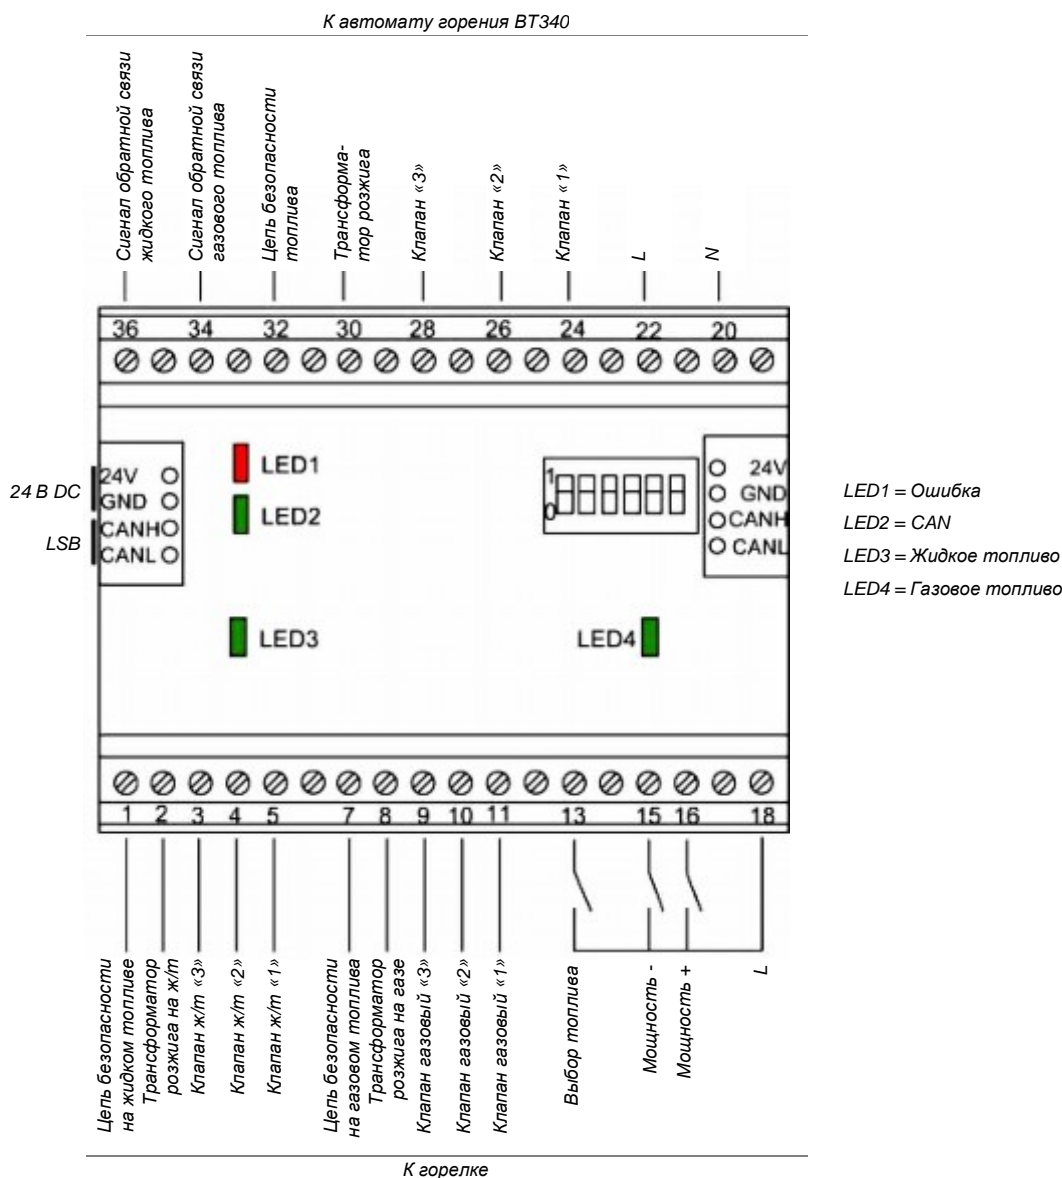 К автомату горения BT340
Сигнал обратной связи
жидкого топлива
Сигнал обратной связи
газового топлива
Цепь безопасности
топлива
Трансформа-
тор розжига
Клапан «3»
Клапан «2»
Клапан «1»
L
N
36 34 32 30 28 26 24 22 20
24 В DC
LSB
24V
GND
CANH
CANL
LED1
LED2
1
0
24V
GND
CANH
CANL
LED1 = Ошибка
LED2 = CAN
LED3 = Жидкое топливо
LED4 = Газовое топливо
LED3
LED4
1 2 3 4 5 7 8 9 10 11 13 15 16 18
Цепь безопасности
на жидком топливе
Трансформатор
розжига на ж/т
Клапан ж/т «3»
Клапан ж/т «2»
Клапан ж/т «1»
Цепь безопасности
на газовом топлива
Трансформатор
розжига на газе
Клапан газовый «3»
Клапан газовый «2»
Клапан газовый «1»
Выбор топлива
Мощность -
Мощность +
L
К горелке